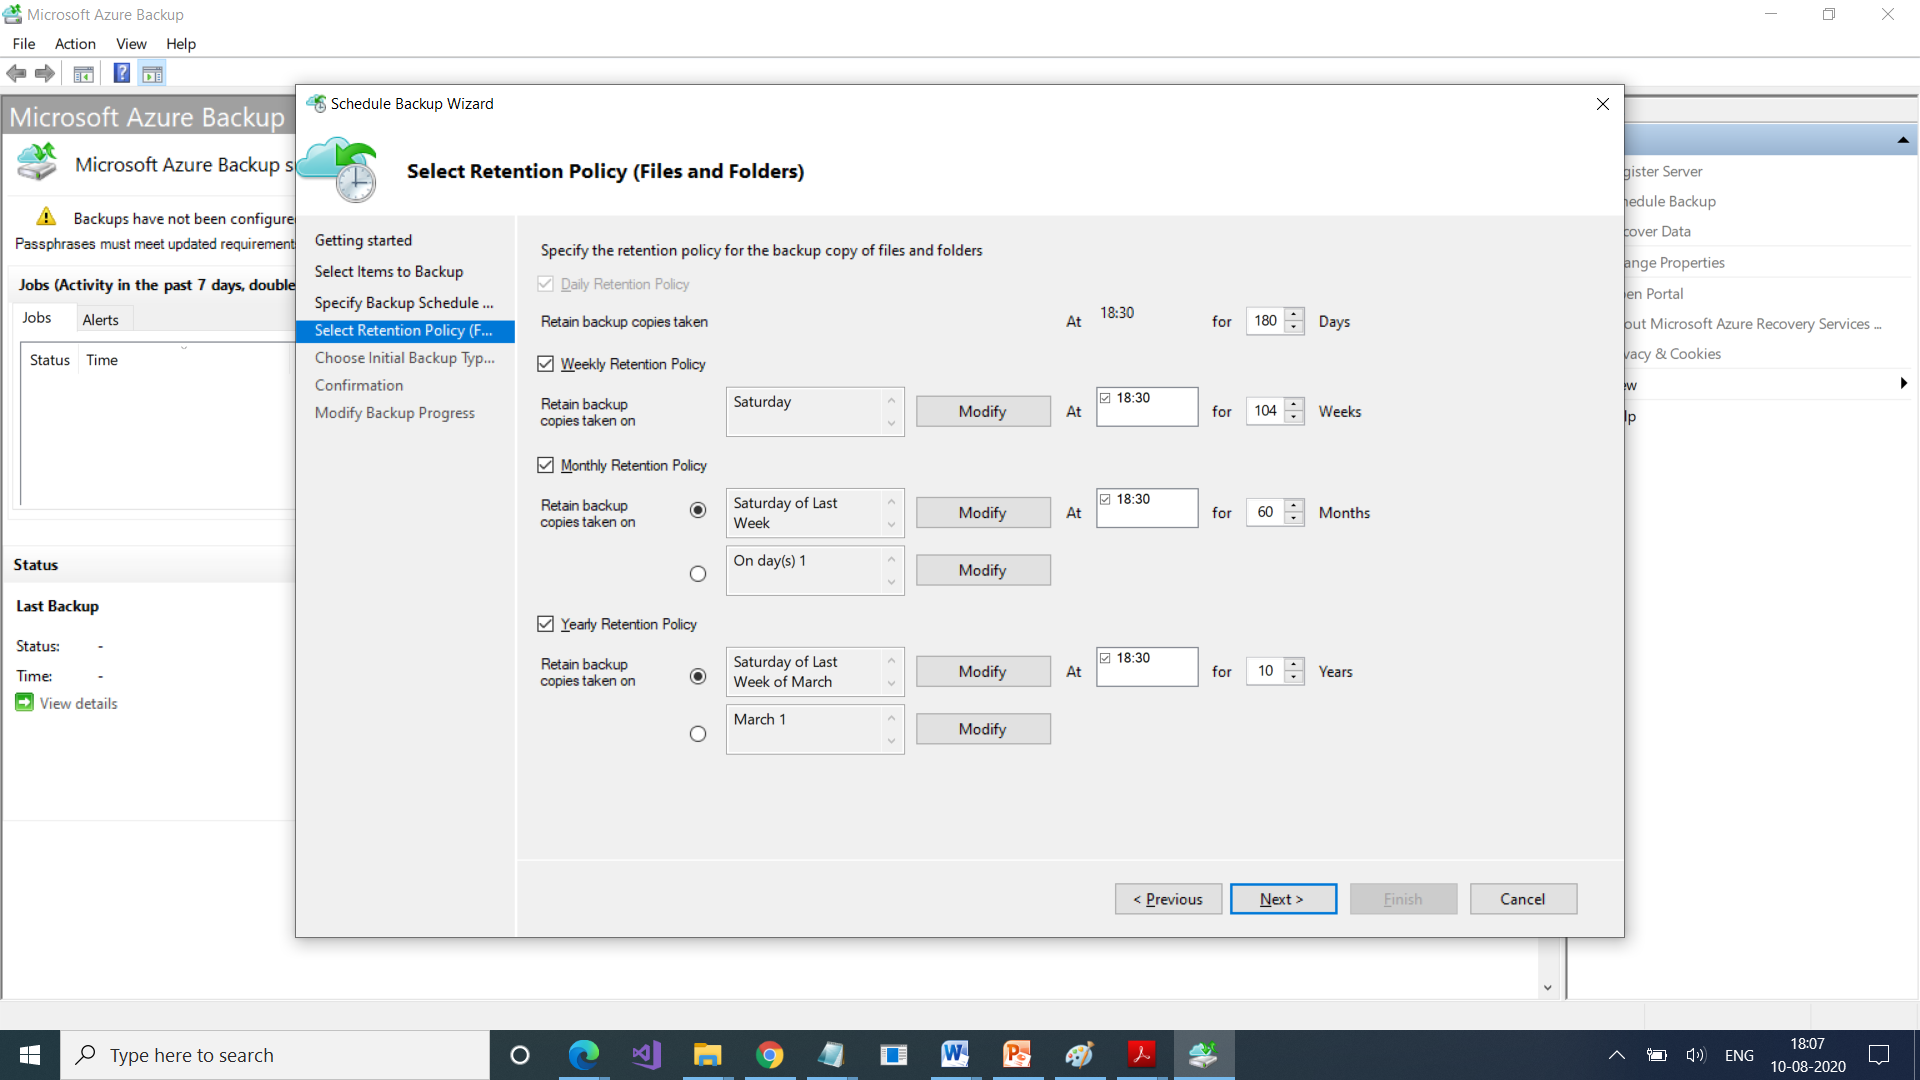 Microsoft Azure Backup
File Action View Help
Microsoft Azure Backup
Microsoft Azure Backup s
Backups have not been configure
Passphrases must meet updated requirements
Jobs (Activity in the past 7 days, double
Jobs Alerts
Status Time
Status
Last Backup
Status: -
Time: -
View details
Schedule Backup Wizard
Select Retention Policy (Files and Folders)
Getting started
Select Items to Backup
Specify Backup Schedule ...
Select Retention Policy (F...
Choose Initial Backup Typ...
Confirmation
Modify Backup Progress
Specify the retention policy for the backup copy of files and folders
Daily Retention Policy
Retain backup copies taken At 18:30 for 180 Days
Weekly Retention Policy
Retain backup copies taken on Saturday Modify At 18:30 for 104 Weeks
Monthly Retention Policy
Retain backup copies taken on Saturday of Last Week Modify At 18:30 for 60 Months
On day(s) 1 Modify
Yearly Retention Policy
Retain backup copies taken on Saturday of Last Week of March Modify At 18:30 for 10 Years
March 1 Modify
< Previous Next > Finish Cancel
gister Server
hedule Backup
cover Data
ange Properties
en Portal
out Microsoft Azure Recovery Services ...
vacy & Cookies
ew
lp
Type here to search
ENG
18:07
10-08-2020